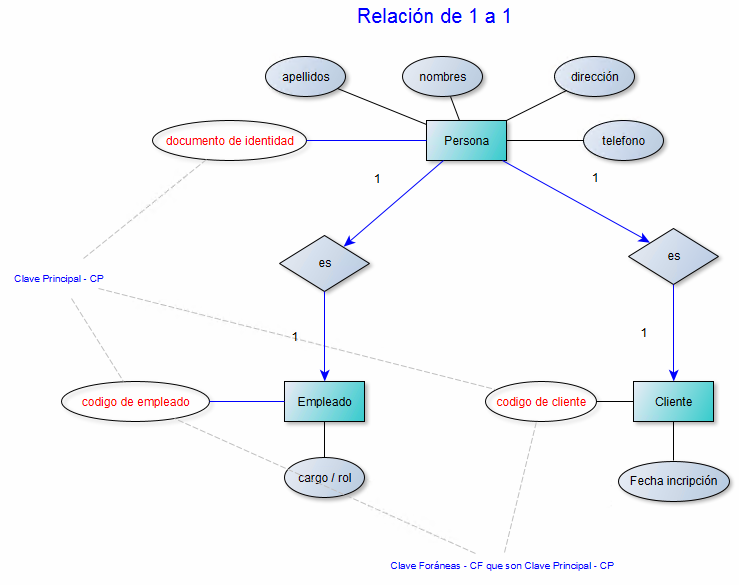 Relación de 1 a 1
apellidos
nombres
dirección
documento de identidad
Persona
telefono
1
1
es
es
Clave Principal - CP
1
1
codigo de empleado
Empleado
codigo de cliente
Cliente
cargo / rol
Fecha incripción
Clave Foráneas - CF que son Clave Principal - CP